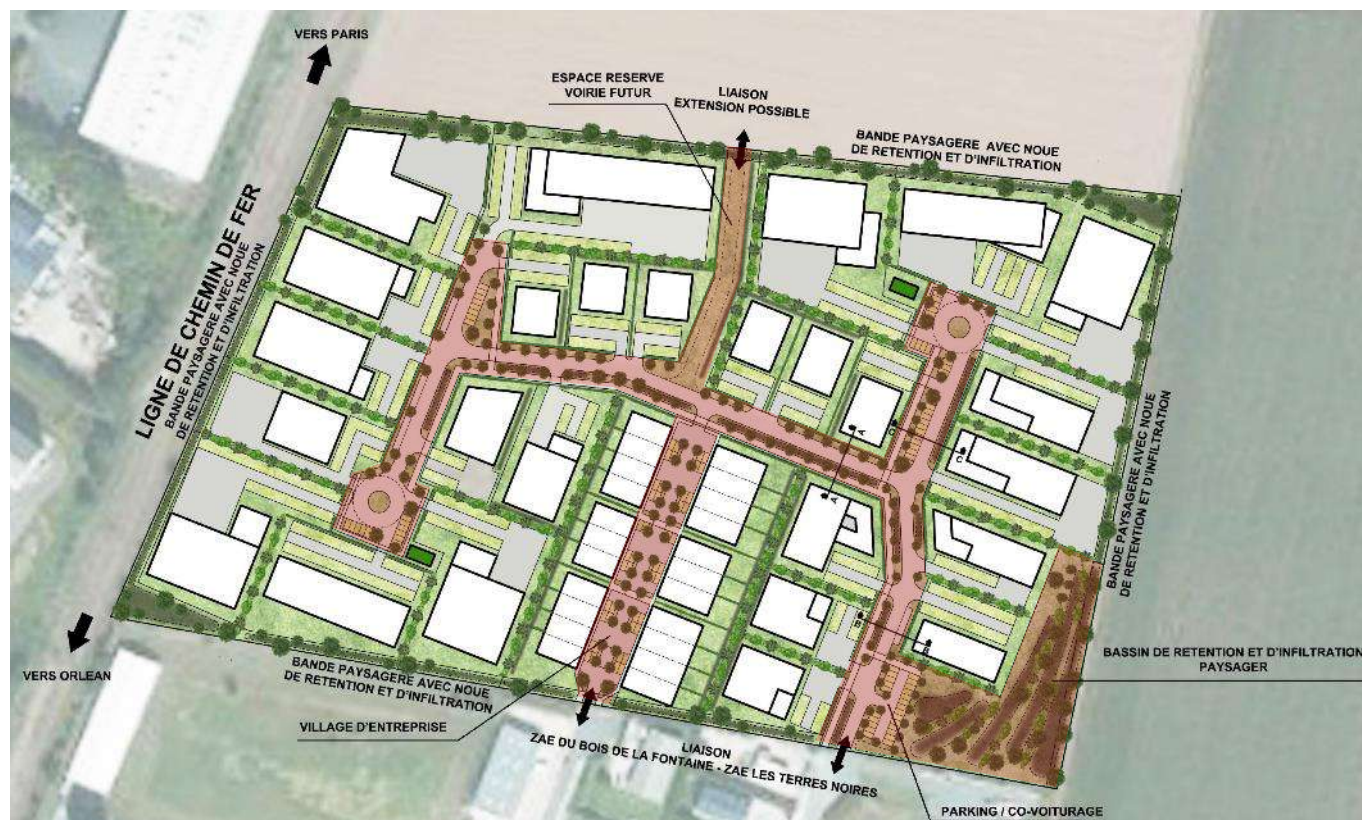 VERS PARIS
ESPACE RESERVE
VOIRIE FUTUR
LIAISON
EXTENSION POSSIBLE
BANDE PAYSAGERE AVEC NOUE
DE RETENTION ET D'INFILTRATION
LIGNE DE CHEMIN DE FER
BANDE PAYSAGERE AVEC NOUE
DE RETENTION ET D'INFILTRATION
A
A
C
B
BANDE PAYSAGERE AVEC NOUE
DE RETENTION ET D'INFILTRATION
VERS ORLEAN
BANDE PAYSAGERE AVEC NOUE
DE RETENTION ET D'INFILTRATION
VILLAGE D'ENTREPRISE
LIAISON
ZAE DU BOIS DE LA FONTAINE - ZAE LES TERRES NOIRES
BASSIN DE RETENTION ET D'INFILTRATION
PAYSAGER
PARKING / CO-VOITURAGE